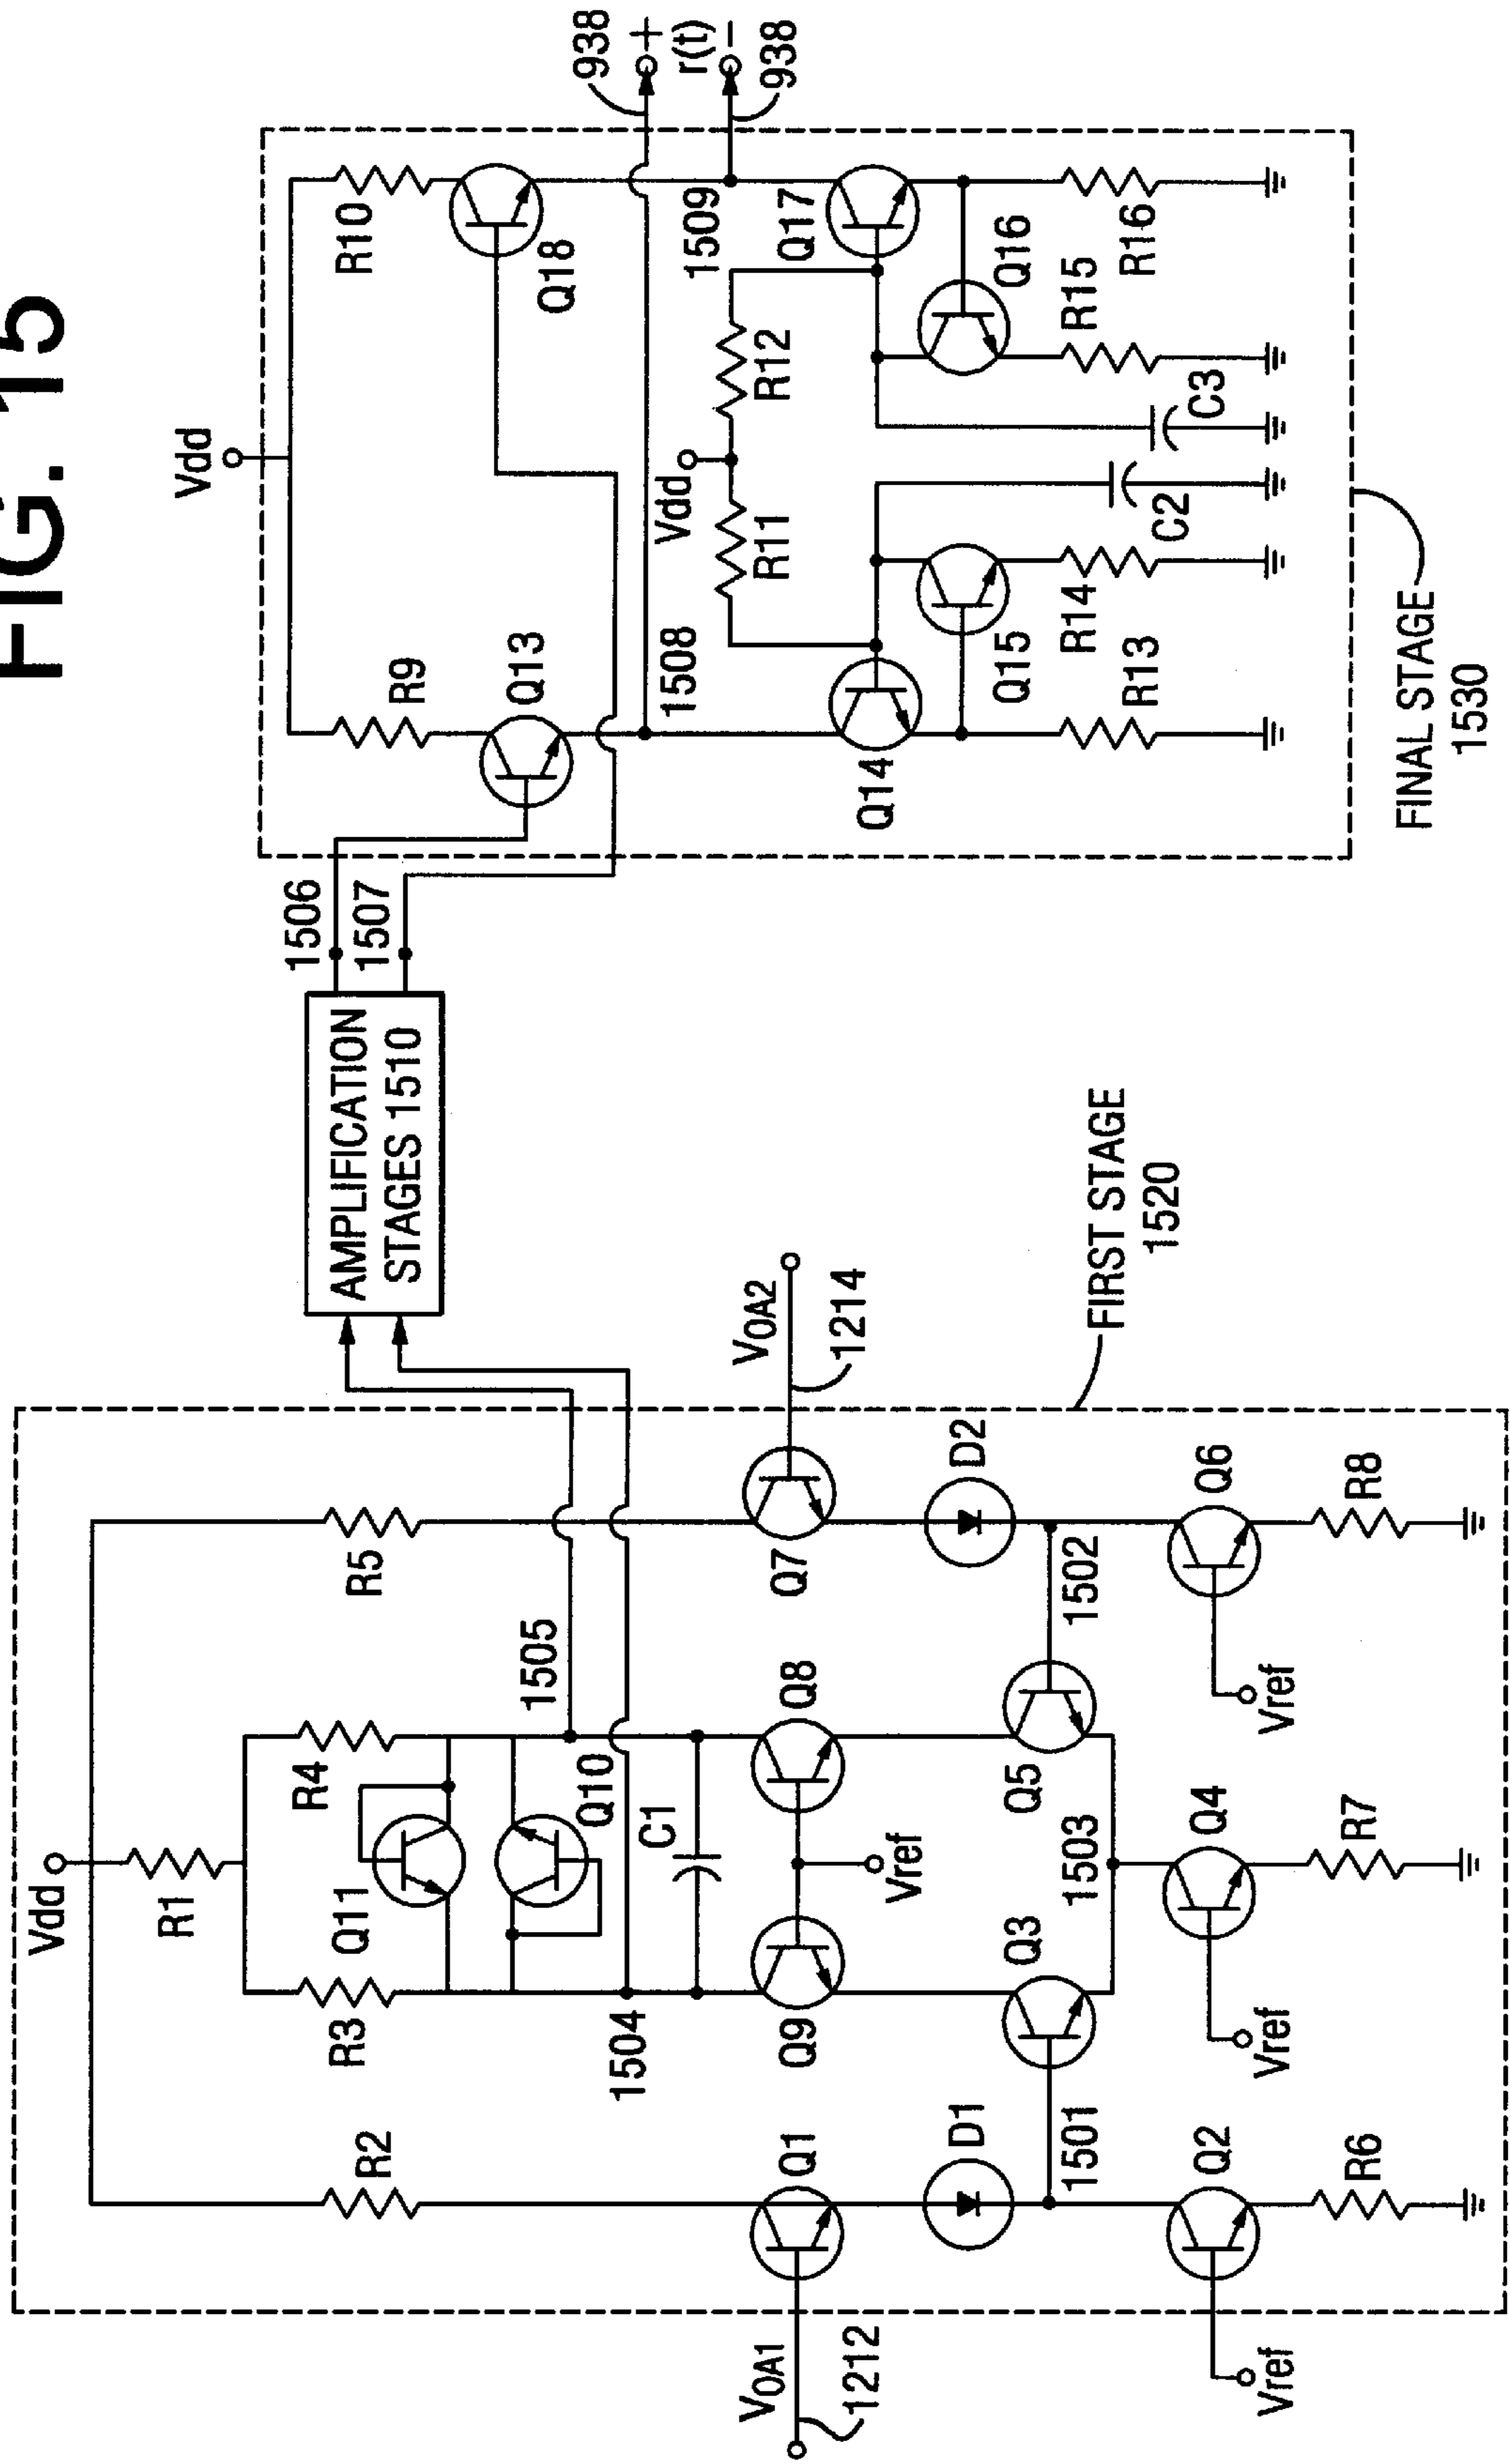 FIG. 15
Vdd
R1
R2
R3
R4
R5
Q11
Q10
1504
1505
C1
VOA1
1212
Q1
Q9
Q8
Vref
Q7
VOA2
1214
D1
D2
1501
Q3
1503
Q5
1502
Vref
Q2
Vref
Q4
Vref
Q6
R6
R7
R8
FIRST STAGE
1520
AMPLIFICATION
STAGES 1510
1506
1507
Vdd
R9
R10
Q13
Q18
938
+
r(t)
−
938
1508
1509
Vdd
R11
R12
Q14
Q17
Q15
Q16
R13
R14
R15
R16
C2
C3
FINAL STAGE
1530